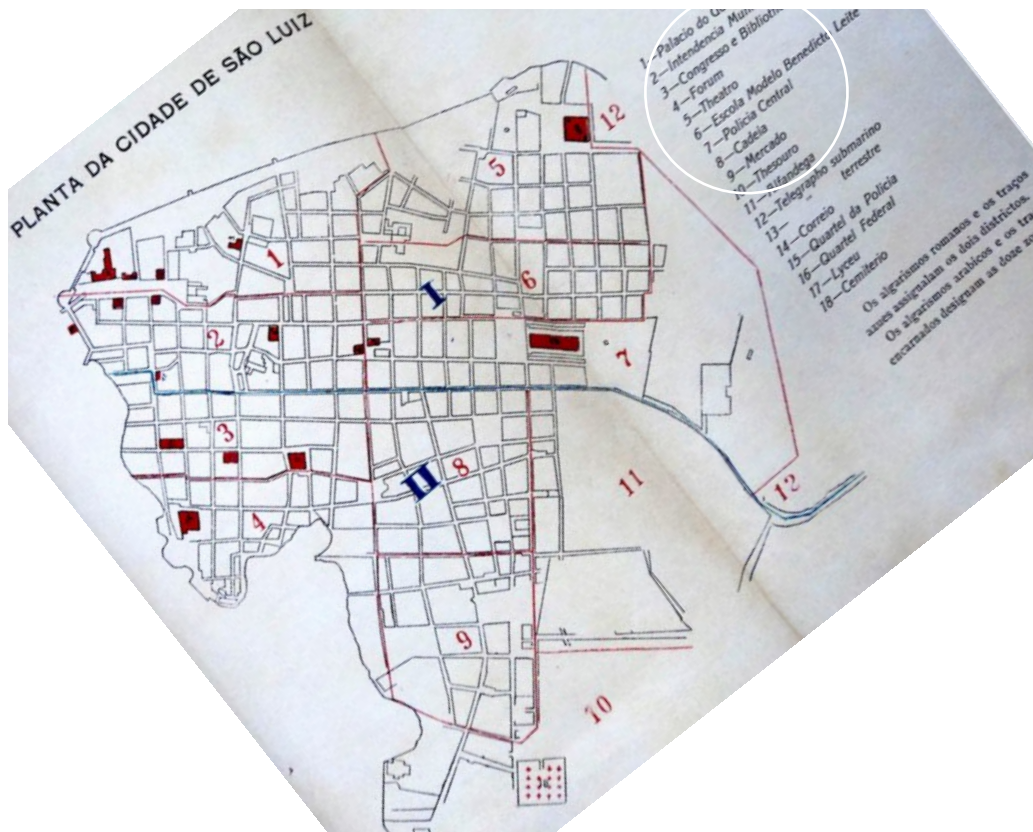 PLANTA DA CIDADE DE SÃO LUIZ
1—Palacio do
2—Intendencia
3—Congresso e
4—Forum
5—Theatro
6—Escola Modelo Benedicto Leite
7—Policia Central
8—Cadeia
9—Mercado
10—Thesouro
11—Alfandega
12—Telegrapho submarino
13— „ terrestre
14—Correio
15—Quartel da Policia
16—Quartel Federal
17—Lyceu
18—Cemiterio
Os algarismos romanos e os traços
azues assignalam os dois districtos.
Os algarismos arabicos e os
encarnados designam as doze
12
5
1
6
I
2
7
3
8
II
11
12
4
9
10